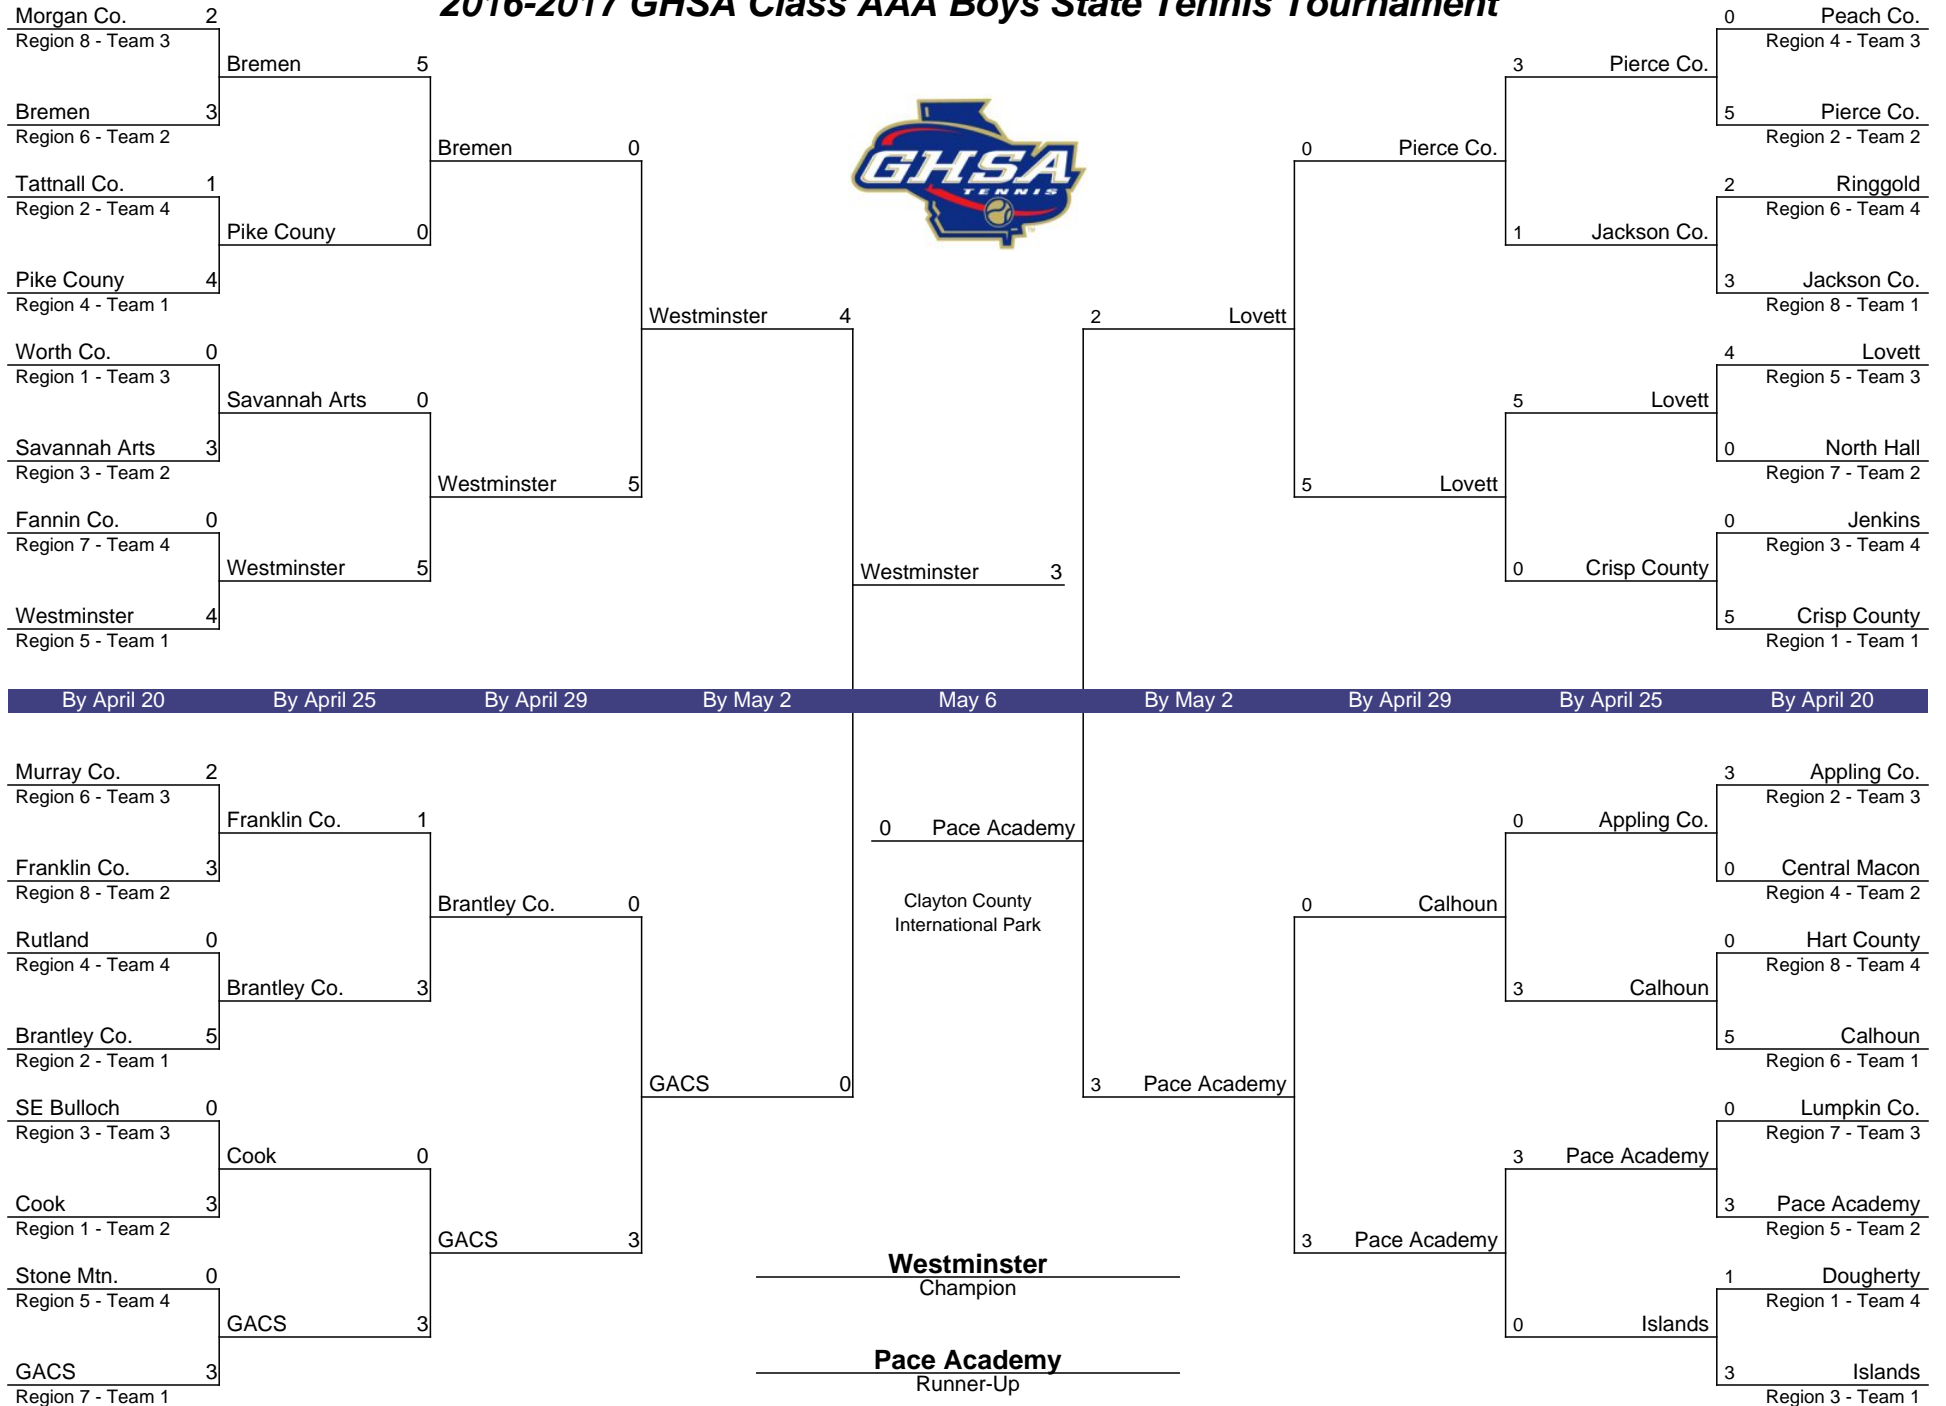 2016-2017 GHSA Class AAA Boys State Tennis Tournament
Morgan Co. 2
Region 8 - Team 3
Bremen 5
Bremen 3
Region 6 - Team 2
Bremen 0
Tattnall Co. 1
Region 2 - Team 4
Pike Couny 0
Pike Couny 4
Region 4 - Team 1
Westminster 4
Worth Co. 0
Region 1 - Team 3
Savannah Arts 0
Savannah Arts 3
Region 3 - Team 2
Westminster 5
Fannin Co. 0
Region 7 - Team 4
Westminster 5
Westminster 4
Region 5 - Team 1
Westminster 3
GHSA
TENNIS
TM
0 Peach Co.
Region 4 - Team 3
3 Pierce Co.
5 Pierce Co.
Region 2 - Team 2
0 Pierce Co.
2 Ringgold
Region 6 - Team 4
1 Jackson Co.
3 Jackson Co.
Region 8 - Team 1
2 Lovett
4 Lovett
Region 5 - Team 3
5 Lovett
0 North Hall
Region 7 - Team 2
5 Lovett
0 Jenkins
Region 3 - Team 4
0 Crisp County
5 Crisp County
Region 1 - Team 1
By April 20 By April 25 By April 29 By May 2 May 6 By May 2 By April 29 By April 25 By April 20
Murray Co. 2
Region 6 - Team 3
Franklin Co. 1
Franklin Co. 3
Region 8 - Team 2
Brantley Co. 0
Rutland 0
Region 4 - Team 4
Brantley Co. 3
Brantley Co. 5
Region 2 - Team 1
GACS 0
SE Bulloch 0
Region 3 - Team 3
Cook 0
Cook 3
Region 1 - Team 2
GACS 3
Stone Mtn. 0
Region 5 - Team 4
GACS 3
GACS 3
Region 7 - Team 1
0 Pace Academy
Clayton County
International Park
Westminster
Champion
Pace Academy
Runner-Up
3 Appling Co.
Region 2 - Team 3
0 Appling Co.
0 Central Macon
Region 4 - Team 2
0 Calhoun
0 Hart County
Region 8 - Team 4
3 Calhoun
5 Calhoun
Region 6 - Team 1
3 Pace Academy
0 Lumpkin Co.
Region 7 - Team 3
3 Pace Academy
3 Pace Academy
Region 5 - Team 2
3 Pace Academy
1 Dougherty
Region 1 - Team 4
0 Islands
3 Islands
Region 3 - Team 1